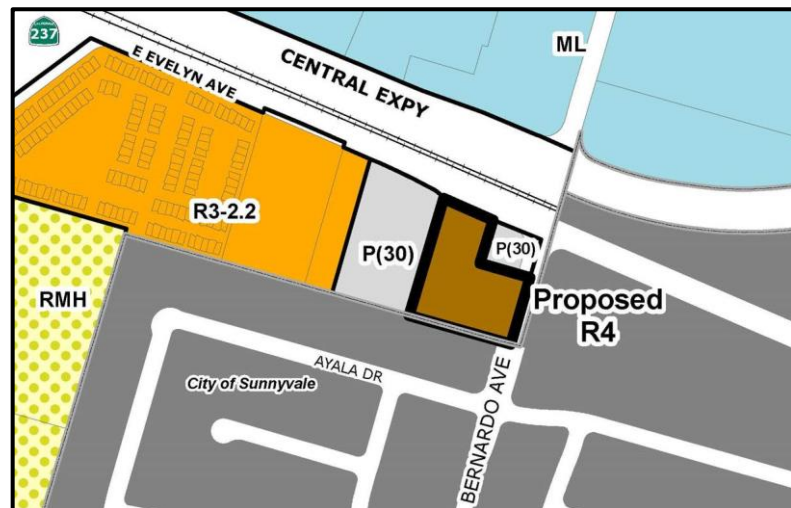 237
E EVELYN AVE
CENTRAL EXPY
ML
R3-2.2
P(30)
P(30)
RMH
Proposed
R4
AYALA DR
City of Sunnyvale
BERNARDO AVE